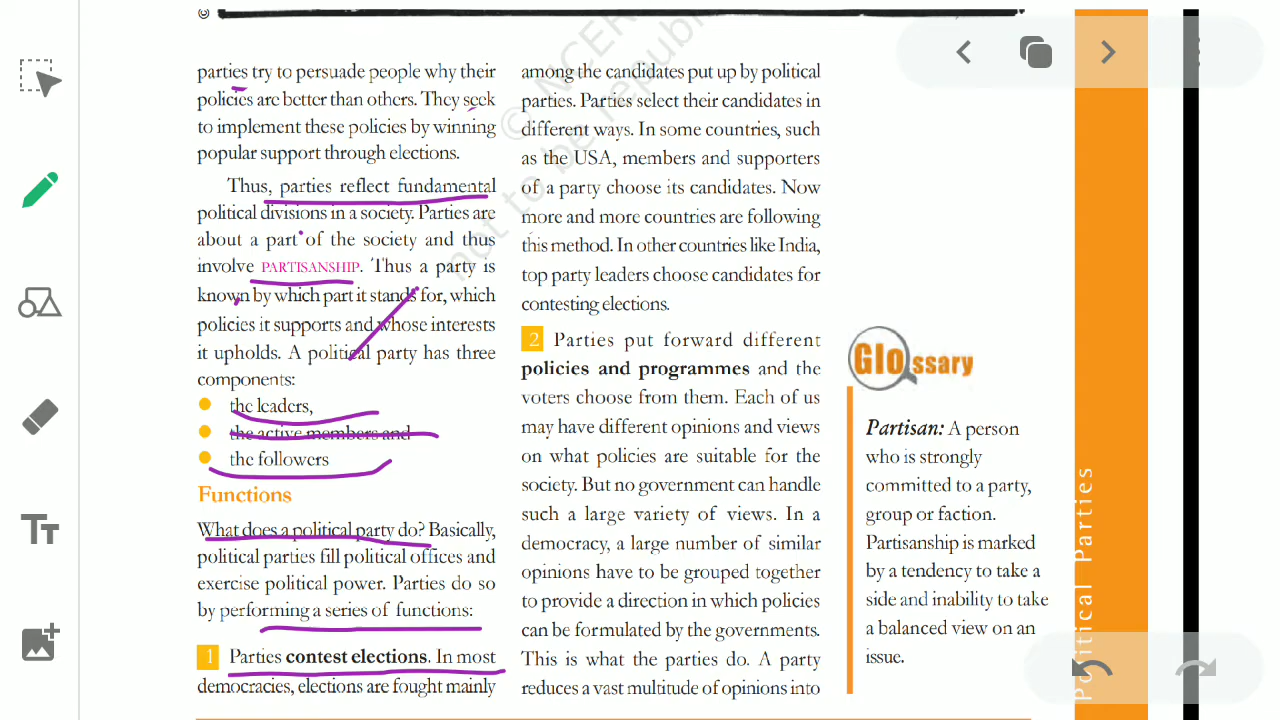 ©
parties try to persuade people why their
policies are better than others. They seek
to implement these policies by winning
popular support through elections.
Thus, parties reflect fundamental
political divisions in a society. Parties are
about a part of the society and thus
involve PARTISANSHIP. Thus a party is
known by which part it stands for, which
policies it supports and whose interests
it upholds. A political party has three
components:
the leaders,
the active members and
the followers
Functions
What does a political party do? Basically,
political parties fill political offices and
exercise political power. Parties do so
by performing a series of functions:
1 Parties contest elections. In most
democracies, elections are fought mainly
among the candidates put up by political
parties. Parties select their candidates in
different ways. In some countries, such
as the USA, members and supporters
of a party choose its candidates. Now
more and more countries are following
this method. In other countries like India,
top party leaders choose candidates for
contesting elections.
2 Parties put forward different
policies and programmes and the
voters choose from them. Each of us
may have different opinions and views
on what policies are suitable for the
society. But no government can handle
such a large variety of views. In a
democracy, a large number of similar
opinions have to be grouped together
to provide a direction in which policies
can be formulated by the governments.
This is what the parties do. A party
reduces a vast multitude of opinions into
Glossary
Partisan: A person
who is strongly
committed to a party,
group or faction.
Partisanship is marked
by a tendency to take a
side and inability to take
a balanced view on an
issue.
Political Parties
© NCER
not to be republi
TT